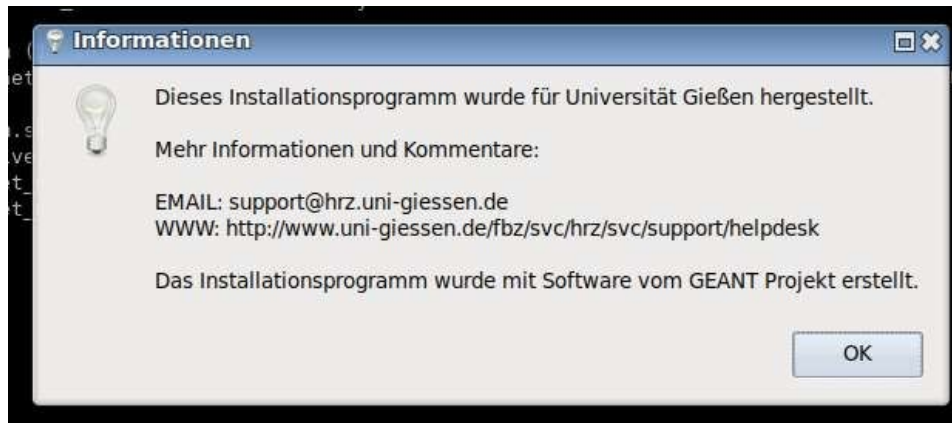 Informationen
Dieses Installationsprogramm wurde für Universität Gießen hergestellt.
Mehr Informationen und Kommentare:
EMAIL: support@hrz.uni-giessen.de
WWW: http://www.uni-giessen.de/fbz/svc/hrz/svc/support/helpdesk
Das Installationsprogramm wurde mit Software vom GEANT Projekt erstellt.
OK